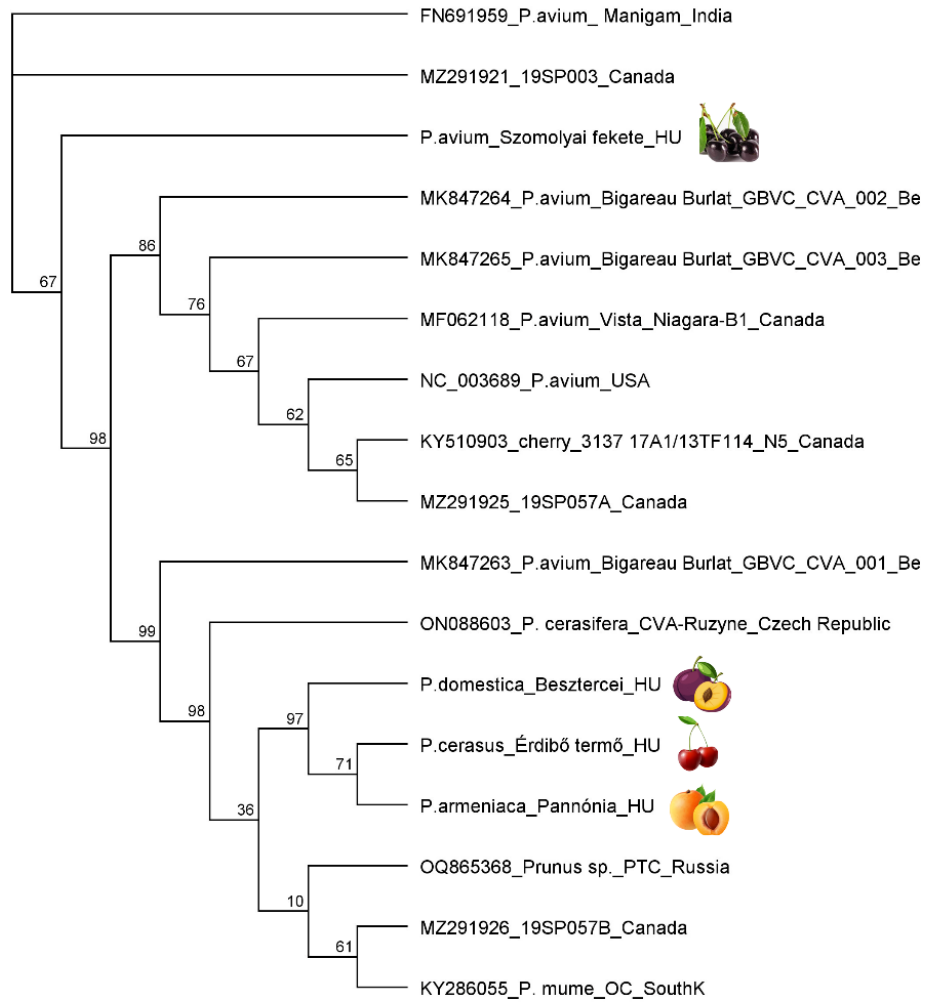 FN691959_P.avium_ Manigam_India
MZ291921_19SP003_Canada
P.avium_Szomolyai fekete_HU
MK847264_P.avium_Bigareau Burlat_GBVC_CVA_002_Be
86
MK847265_P.avium_Bigareau Burlat_GBVC_CVA_003_Be
67
76
MF062118_P.avium_Vista_Niagara-B1_Canada
67
NC_003689_P.avium_USA
62
KY510903_cherry_3137 17A1/13TF114_N5_Canada
98
65
MZ291925_19SP057A_Canada
MK847263_P.avium_Bigareau Burlat_GBVC_CVA_001_Be
ON088603_P. cerasifera_CVA-Ruzyne_Czech Republic
99
P.domestica_Besztercei_HU
98
97
P.cerasus_Érdibő termő_HU
71
P.armeniaca_Pannónia_HU
36
OQ865368_Prunus sp._PTC_Russia
10
MZ291926_19SP057B_Canada
61
KY286055_P. mume_OC_SouthK